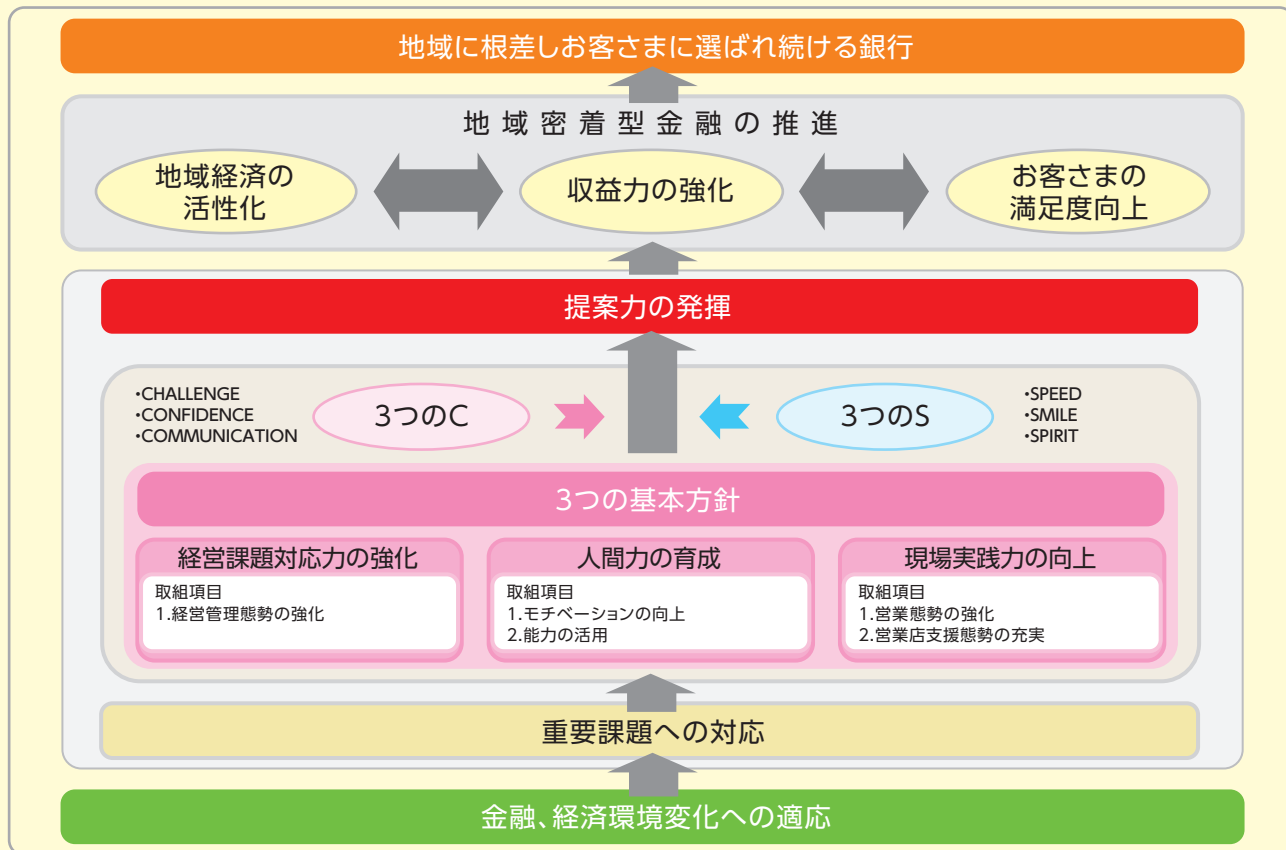 地域に根差しお客さまに選ばれ続ける銀行
地域密着型金融の推進
地域経済の
活性化
収益力の強化
お客さまの
満足度向上
提案力の発揮
・CHALLENGE
・CONFIDENCE
・COMMUNICATION
3つのC
3つのS
・SPEED
・SMILE
・SPIRIT
3つの基本方針
経営課題対応力の強化
取組項目
1.経営管理態勢の強化
人間力の育成
取組項目
1.モチベーションの向上
2.能力の活用
現場実践力の向上
取組項目
1.営業態勢の強化
2.営業店支援態勢の充実
重要課題への対応
金融、経済環境変化への適応